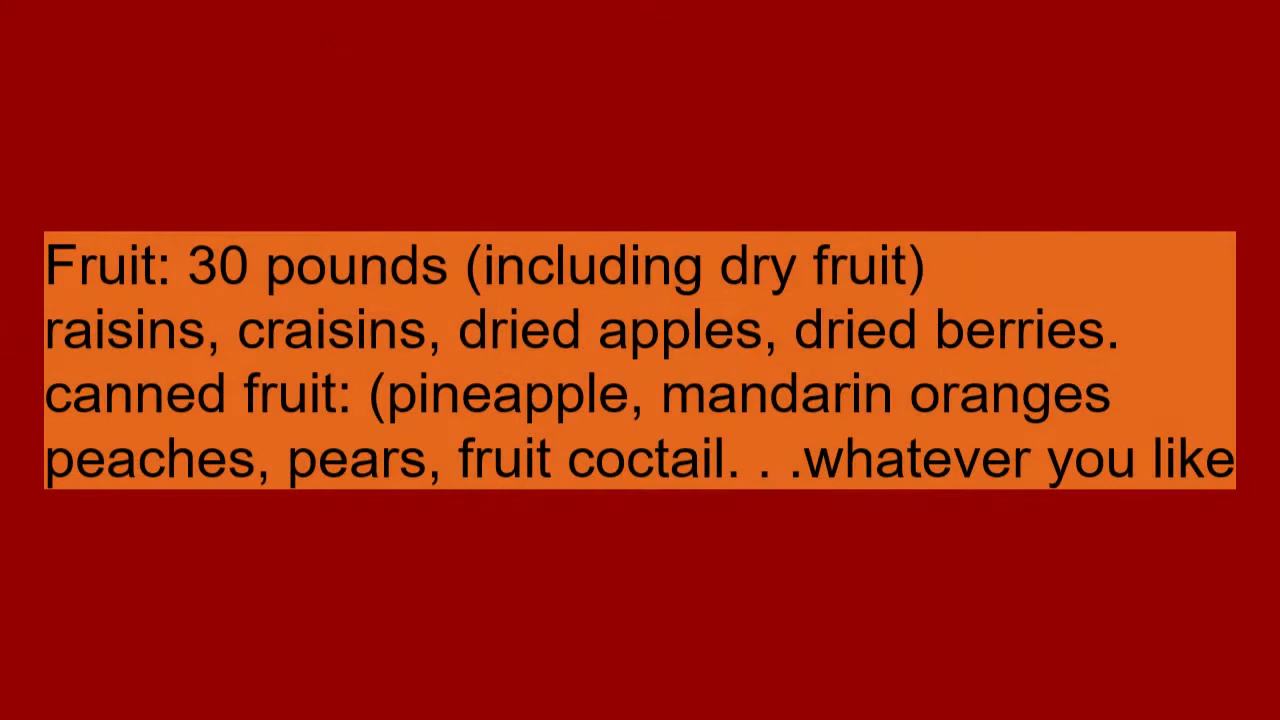 Fruit: 30 pounds (including dry fruit)
raisins, craisins, dried apples, dried berries.
canned fruit: (pineapple, mandarin oranges
peaches, pears, fruit coctail. . .whatever you like